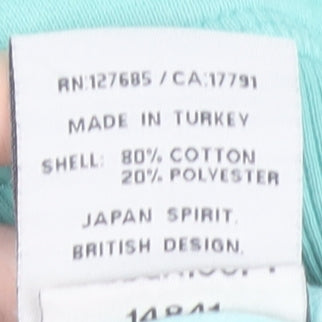 RN:127685 / CA:17791
MADE IN TURKEY
SHELL: 80% COTTON
20% POLYESTER
JAPAN SPIRIT.
BRITISH DESIGN.